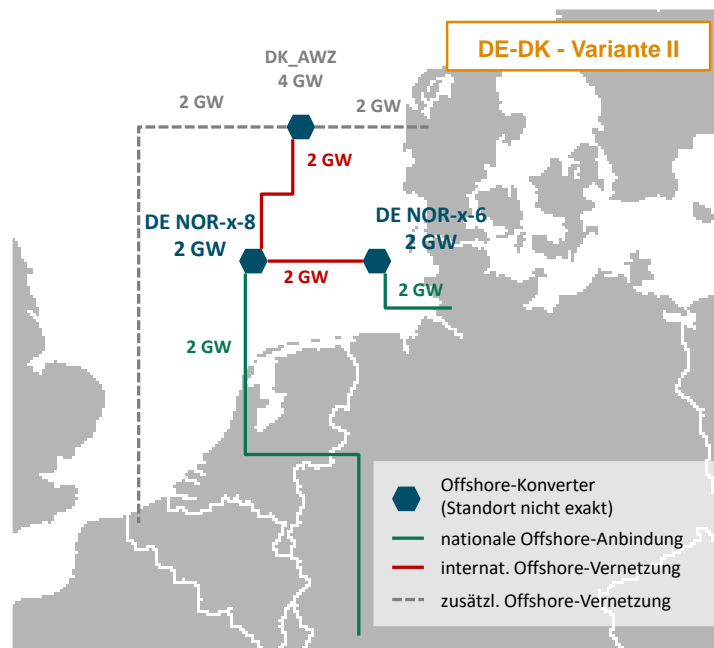 DE-DK - Variante II
DK_AWZ
4 GW
2 GW
2 GW
2 GW
DE NOR-x-8
2 GW
DE NOR-x-6
2 GW
2 GW
2 GW
2 GW
Offshore-Konverter
(Standort nicht exakt)
nationale Offshore-Anbindung
internat. Offshore-Vernetzung
zusätzl. Offshore-Vernetzung